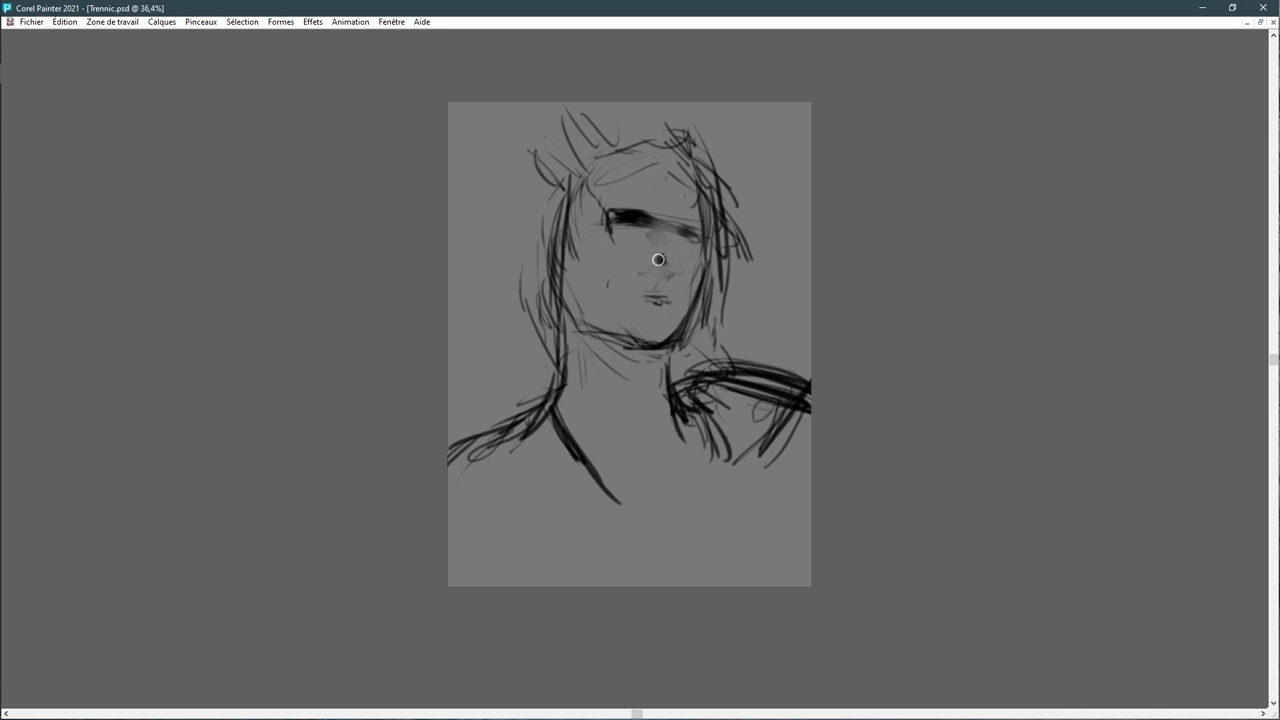 Corel Painter 2021 - [Trennic.psd @ 36,4%]
Fichier Édition Zone de travail Calques Pinceaux Sélection Formes Effets Animation Fenêtre Aide